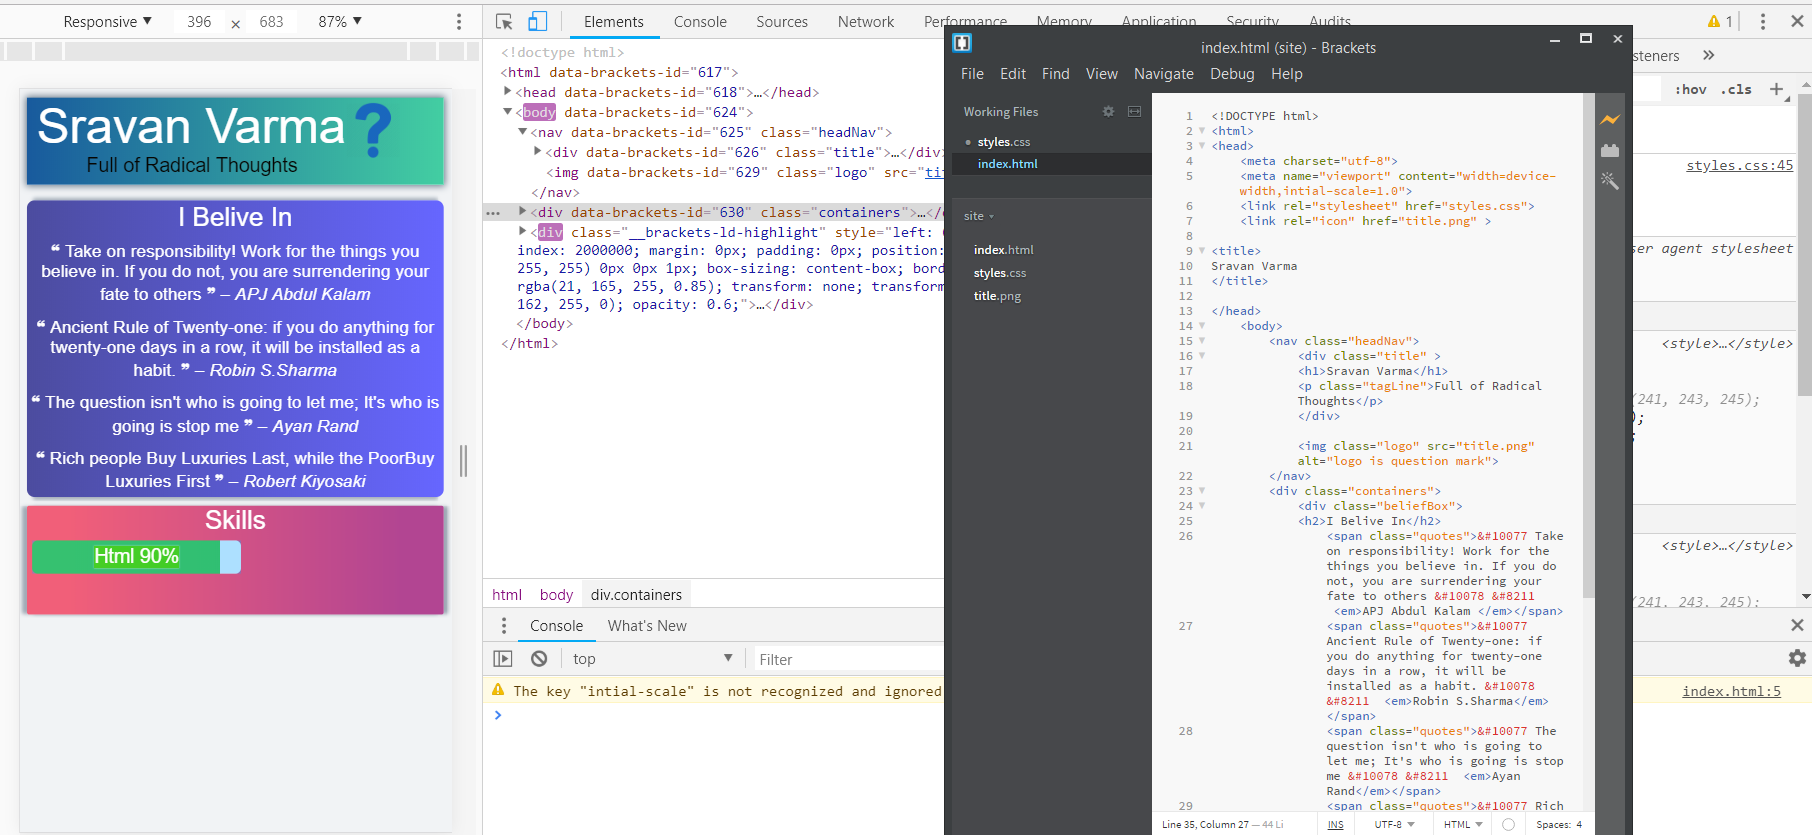 Responsive ▼ 396 × 683 87% ▼
Sravan Varma ?
Full of Radical Thoughts
I Belive In
❝ Take on responsibility! Work for the things you
believe in. If you do not, you are surrendering your
fate to others ❞ – APJ Abdul Kalam
❝ Ancient Rule of Twenty-one: if you do anything for
twenty-one days in a row, it will be installed as a
habit. ❞ – Robin S.Sharma
❝ The question isn't who is going to let me; It's who is
going is stop me ❞ – Ayan Rand
❝ Rich people Buy Luxuries Last, while the PoorBuy
Luxuries First ❞ – Robert Kiyosaki
Skills
Html 90%
Elements Console Sources Network Performance Memory Application Security Audits
1
<!doctype html>
<html data-brackets-id="617">
<head data-brackets-id="618">…</head>
<body data-brackets-id="624">
<nav data-brackets-id="625" class="headNav">
<div data-brackets-id="626" class="title">…</div>
<img data-brackets-id="629" class="logo" src="ti
</nav>
<div data-brackets-id="630" class="containers">…</
<div class="__brackets-ld-highlight" style="left:
index: 2000000; margin: 0px; padding: 0px; position:
255, 255) 0px 0px 1px; box-sizing: content-box; bord
rgba(21, 165, 255, 0.85); transform: none; transform
162, 255, 0); opacity: 0.6;">…</div>
</body>
</html>
html body div.containers
Console What's New
top ▼ Filter
The key "intial-scale" is not recognized and ignored
index.html:5
index.html (site) - Brackets
File Edit Find View Navigate Debug Help
Working Files
styles.css
index.html
site
index.html
styles.css
title.png
1 <!DOCTYPE html>
2 <html>
3 <head>
4 <meta charset="utf-8">
5 <meta name="viewport" content="width=device-
width,intial-scale=1.0">
6 <link rel="stylesheet" href="styles.css">
7 <link rel="icon" href="title.png" >
8
9 <title>
10 Sravan Varma
11 </title>
12
13 </head>
14 <body>
15 <nav class="headNav">
16 <div class="title" >
17 <h1>Sravan Varma</h1>
18 <p class="tagLine">Full of Radical
Thoughts</p>
19 </div>
20
21 <img class="logo" src="title.png"
alt="logo is question mark">
22 </nav>
23 <div class="containers">
24 <div class="beliefBox">
25 <h2>I Belive In</h2>
26 <span class="quotes">&#10077 Take
on responsibility! Work for the
things you believe in. If you do
not, you are surrendering your
fate to others &#10078 &#8211
<em>APJ Abdul Kalam </em></span>
27 <span class="quotes">&#10077
Ancient Rule of Twenty-one: if
you do anything for twenty-one
days in a row, it will be
installed as a habit. &#10078
&#8211 <em>Robin S.Sharma</em>
</span>
28 <span class="quotes">&#10077 The
question isn't who is going to
let me; It's who is going is stop
me &#10078 &#8211 <em>Ayan
Rand</em></span>
29 <span class="quotes">&#10077 Rich
Line 35, Column 27 — 44 Li INS UTF-8 ▼ HTML ▼ Spaces: 4
steners »
:hov .cls +
styles.css:45
ser agent stylesheet
<style>…</style>
(241, 243, 245);
);
;
<style>…</style>
(241, 243, 245);